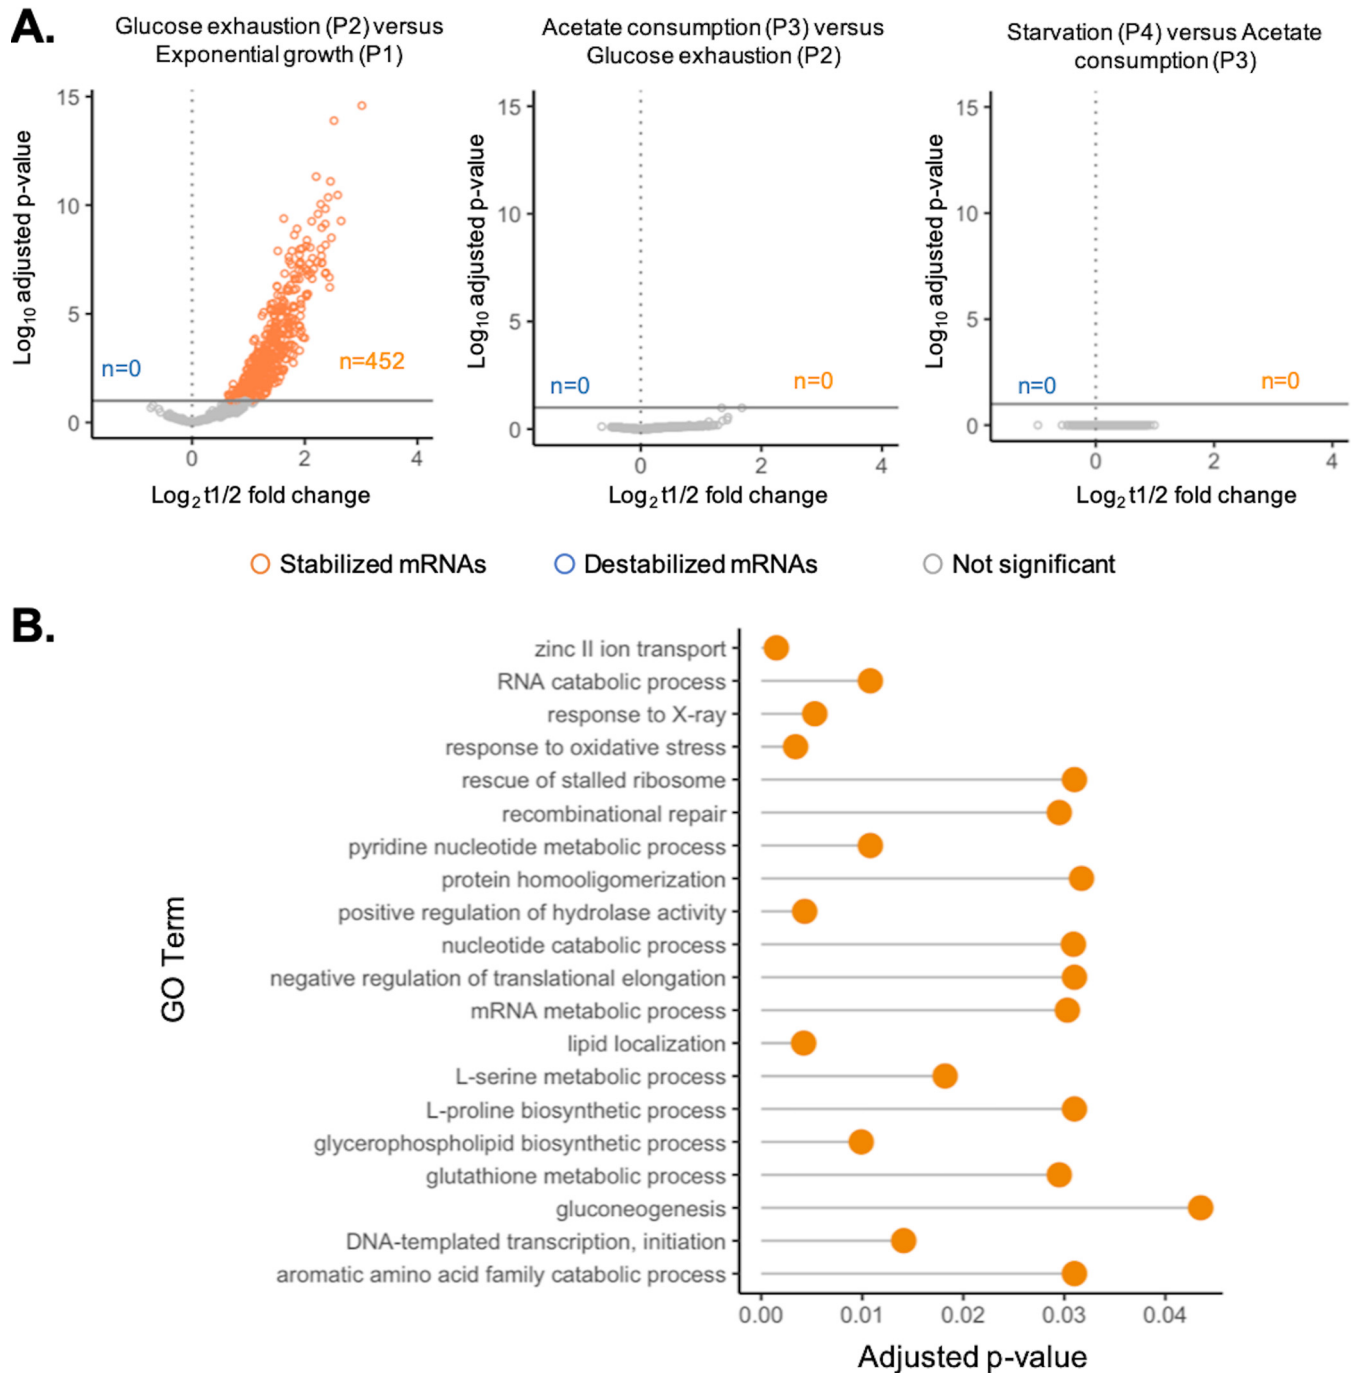 A.
Glucose exhaustion (P2) versus
Exponential growth (P1)
Acetate consumption (P3) versus
Glucose exhaustion (P2)
Starvation (P4) versus Acetate
consumption (P3)
Log10 adjusted p-value
15
10
5
0
n=0
n=452
0 2 4
Log2 t1/2 fold change
Log10 adjusted p-value
15
10
5
0
n=0
n=0
0 2 4
Log2 t1/2 fold change
Log10 adjusted p-value
15
10
5
0
n=0
n=0
0 2 4
Log2 t1/2 fold change
Stabilized mRNAs
Destabilized mRNAs
Not significant
B.
GO Term
zinc II ion transport
RNA catabolic process
response to X-ray
response to oxidative stress
rescue of stalled ribosome
recombinational repair
pyridine nucleotide metabolic process
protein homooligomerization
positive regulation of hydrolase activity
nucleotide catabolic process
negative regulation of translational elongation
mRNA metabolic process
lipid localization
L-serine metabolic process
L-proline biosynthetic process
glycerophospholipid biosynthetic process
glutathione metabolic process
gluconeogenesis
DNA-templated transcription, initiation
aromatic amino acid family catabolic process
0.00 0.01 0.02 0.03 0.04
Adjusted p-value